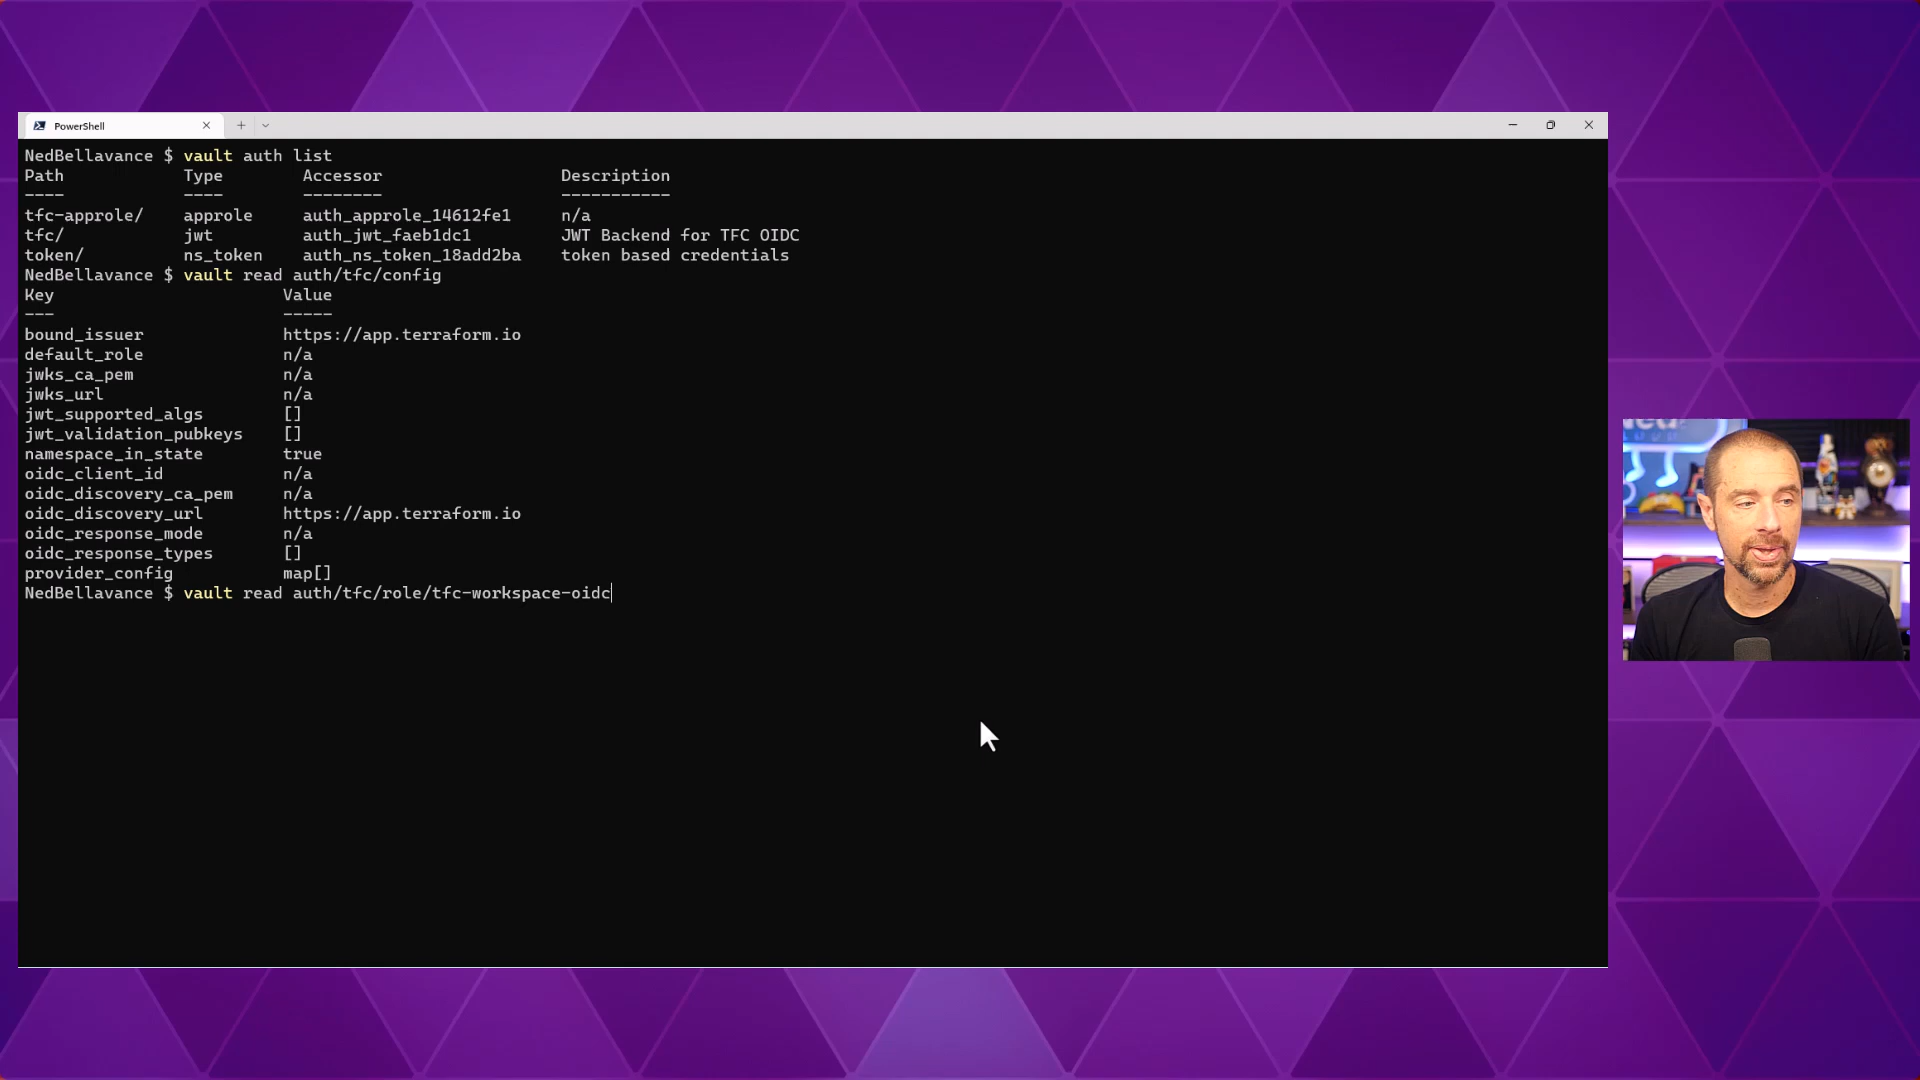 PowerShell
NedBellavance $ vault auth list
Path Type Accessor Description
---- ---- -------- -----------
tfc-approle/ approle auth_approle_14612fe1 n/a
tfc/ jwt auth_jwt_faeb1dc1 JWT Backend for TFC OIDC
token/ ns_token auth_ns_token_18add2ba token based credentials
NedBellavance $ vault read auth/tfc/config
Key Value
--- -----
bound_issuer https://app.terraform.io
default_role n/a
jwks_ca_pem n/a
jwks_url n/a
jwt_supported_algs []
jwt_validation_pubkeys []
namespace_in_state true
oidc_client_id n/a
oidc_discovery_ca_pem n/a
oidc_discovery_url https://app.terraform.io
oidc_response_mode n/a
oidc_response_types []
provider_config map[]
NedBellavance $ vault read auth/tfc/role/tfc-workspace-oidc